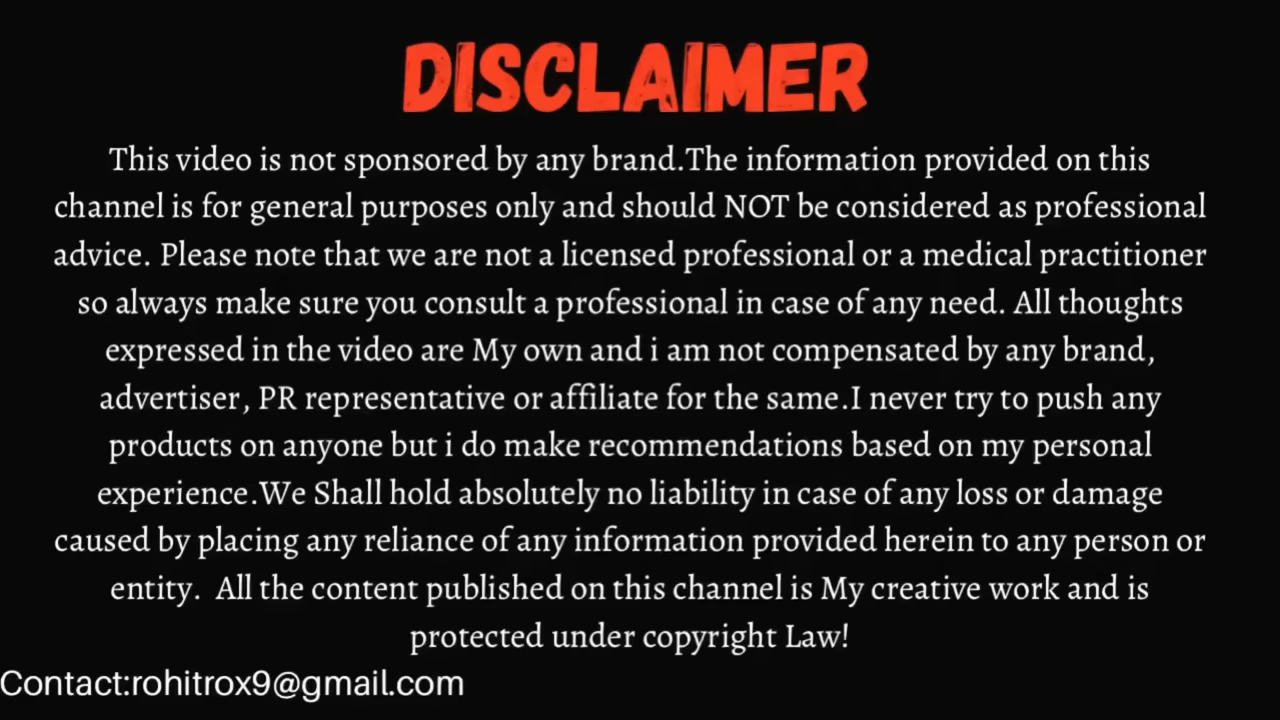 DISCLAIMER
This video is not sponsored by any brand.The information provided on this
channel is for general purposes only and should NOT be considered as professional
advice. Please note that we are not a licensed professional or a medical practitioner
so always make sure you consult a professional in case of any need. All thoughts
expressed in the video are My own and i am not compensated by any brand,
advertiser, PR representative or affiliate for the same.I never try to push any
products on anyone but i do make recommendations based on my personal
experience.We Shall hold absolutely no liability in case of any loss or damage
caused by placing any reliance of any information provided herein to any person or
entity.  All the content published on this channel is My creative work and is
protected under copyright Law!
Contact:rohitrox9@gmail.com